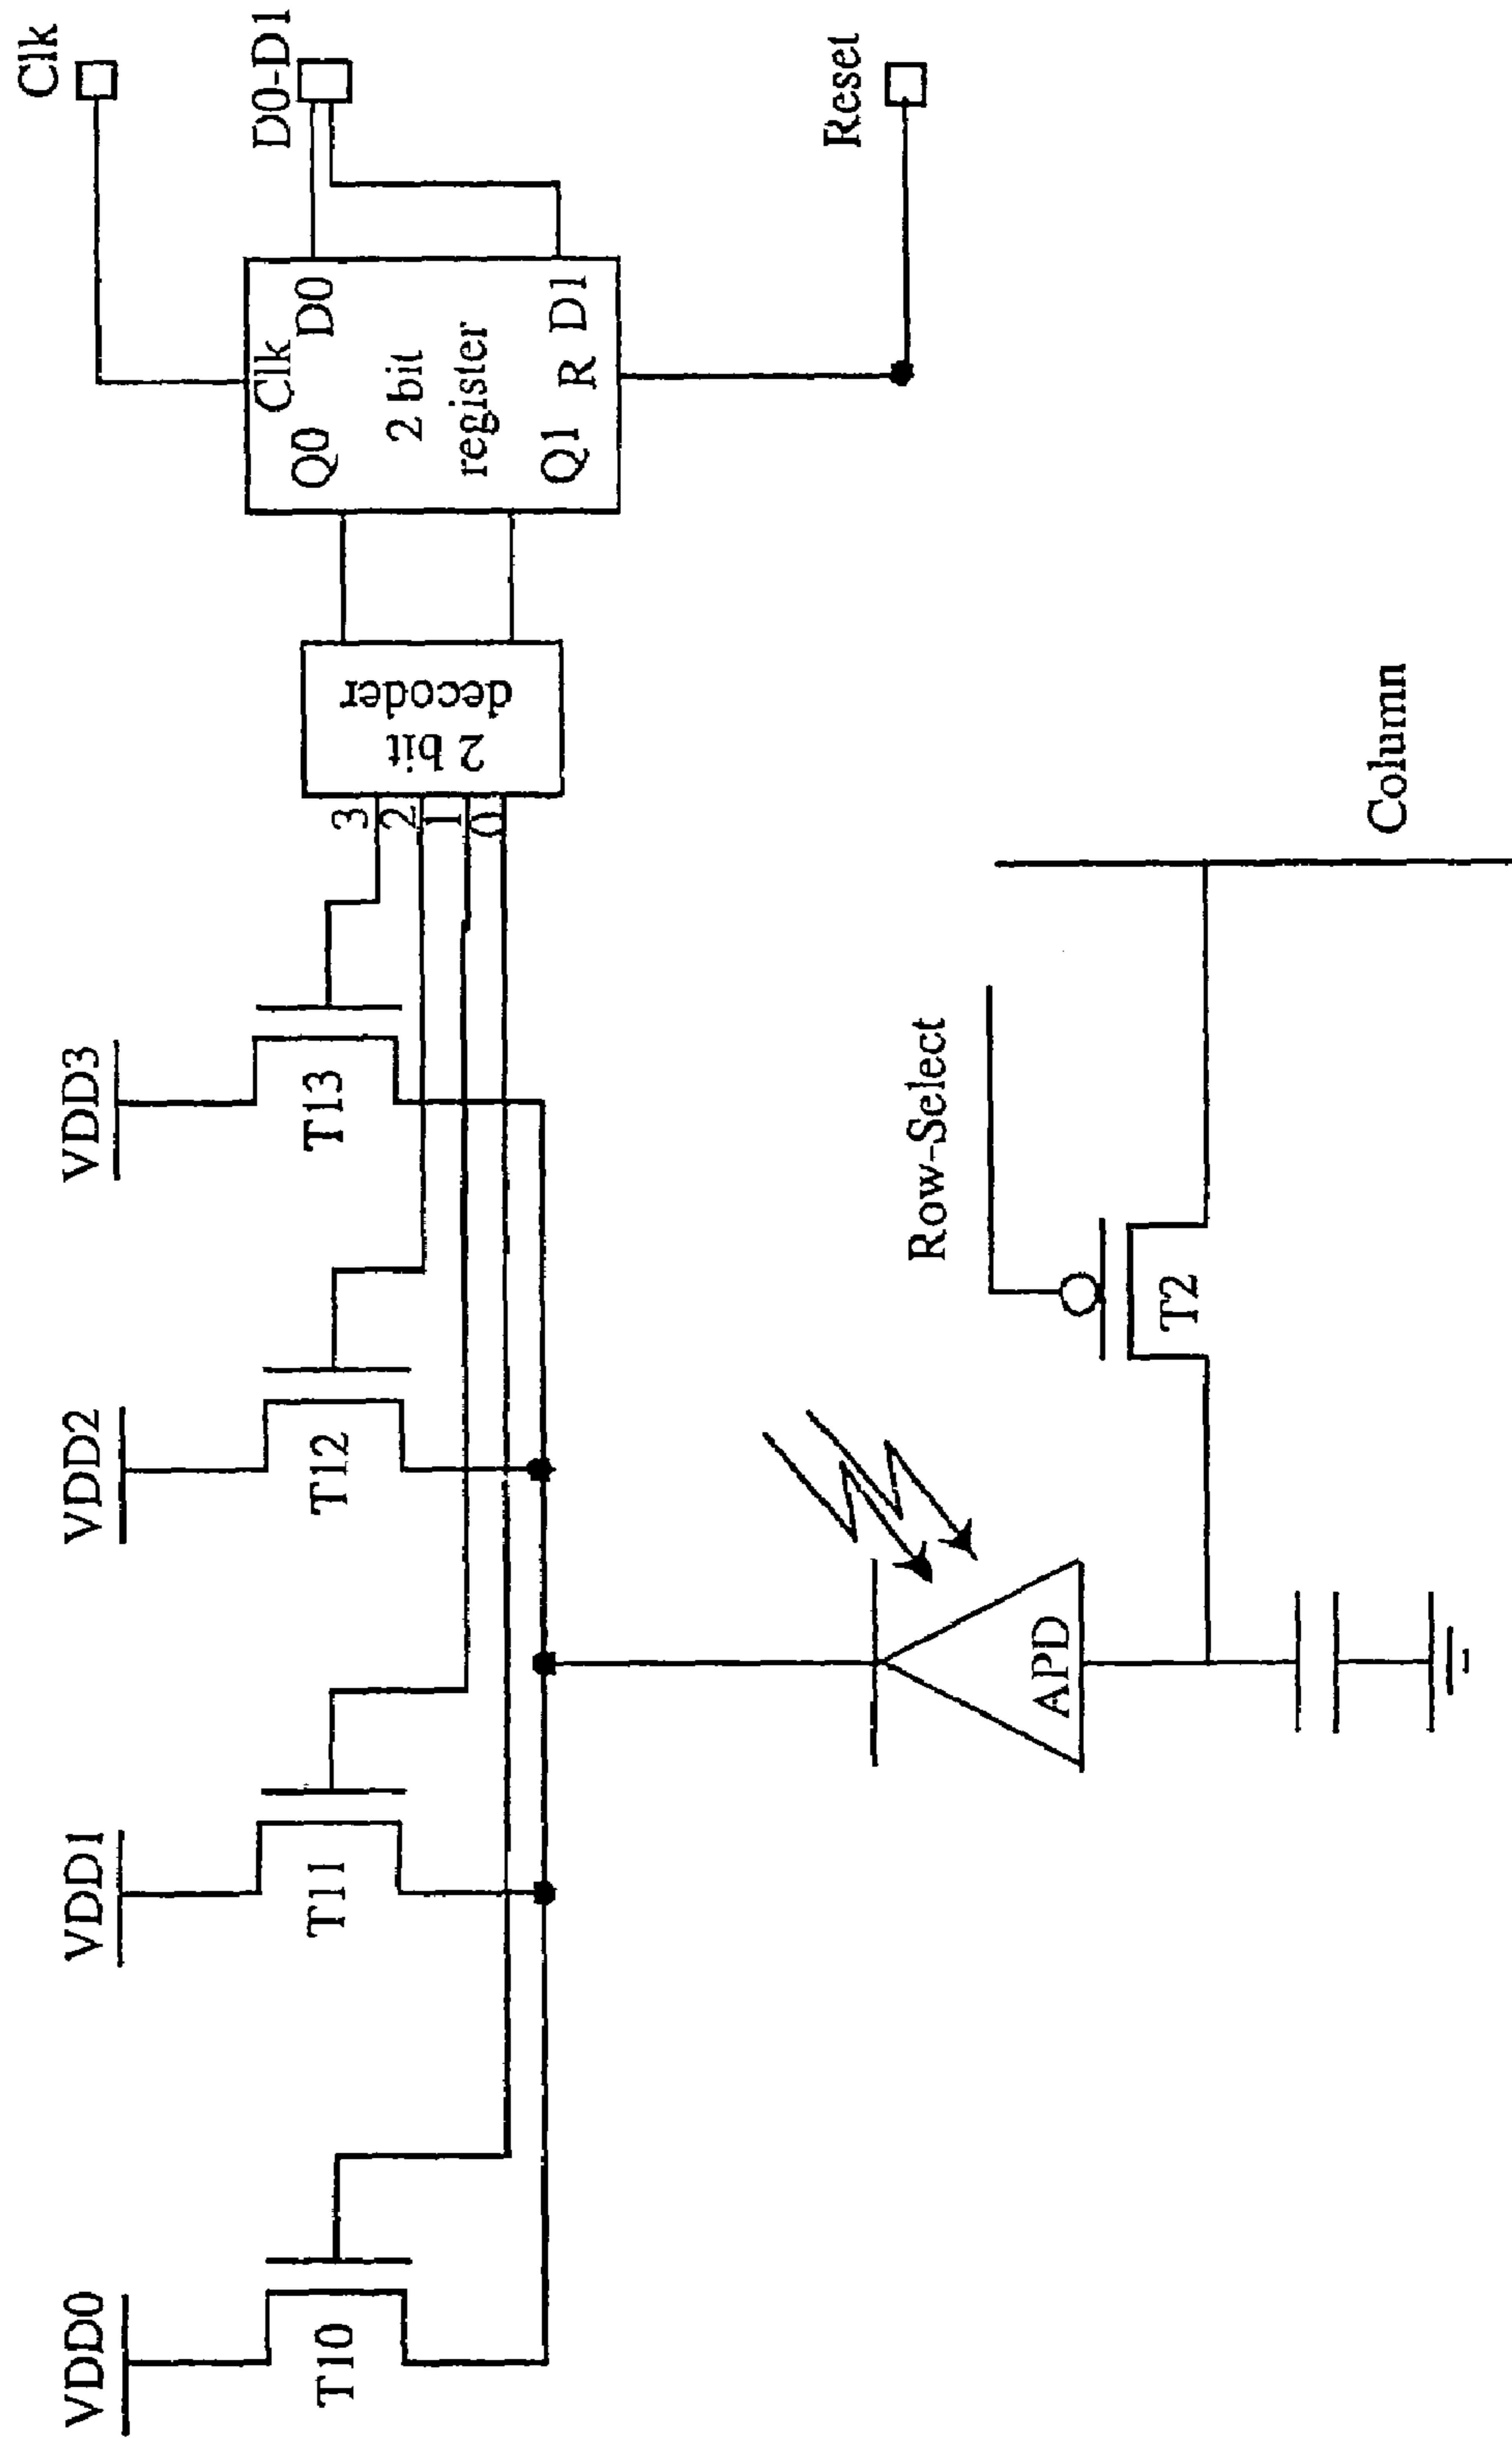 Clk
D0-D1
Reset
Clk
D0
Q0
2 bit
register
D1
R
Q1
2 bit
decoder
3
2
1
0
VDD3
T13
VDD2
T12
VDD1
T11
VDD0
T10
Row-Select
T2
Column
APD